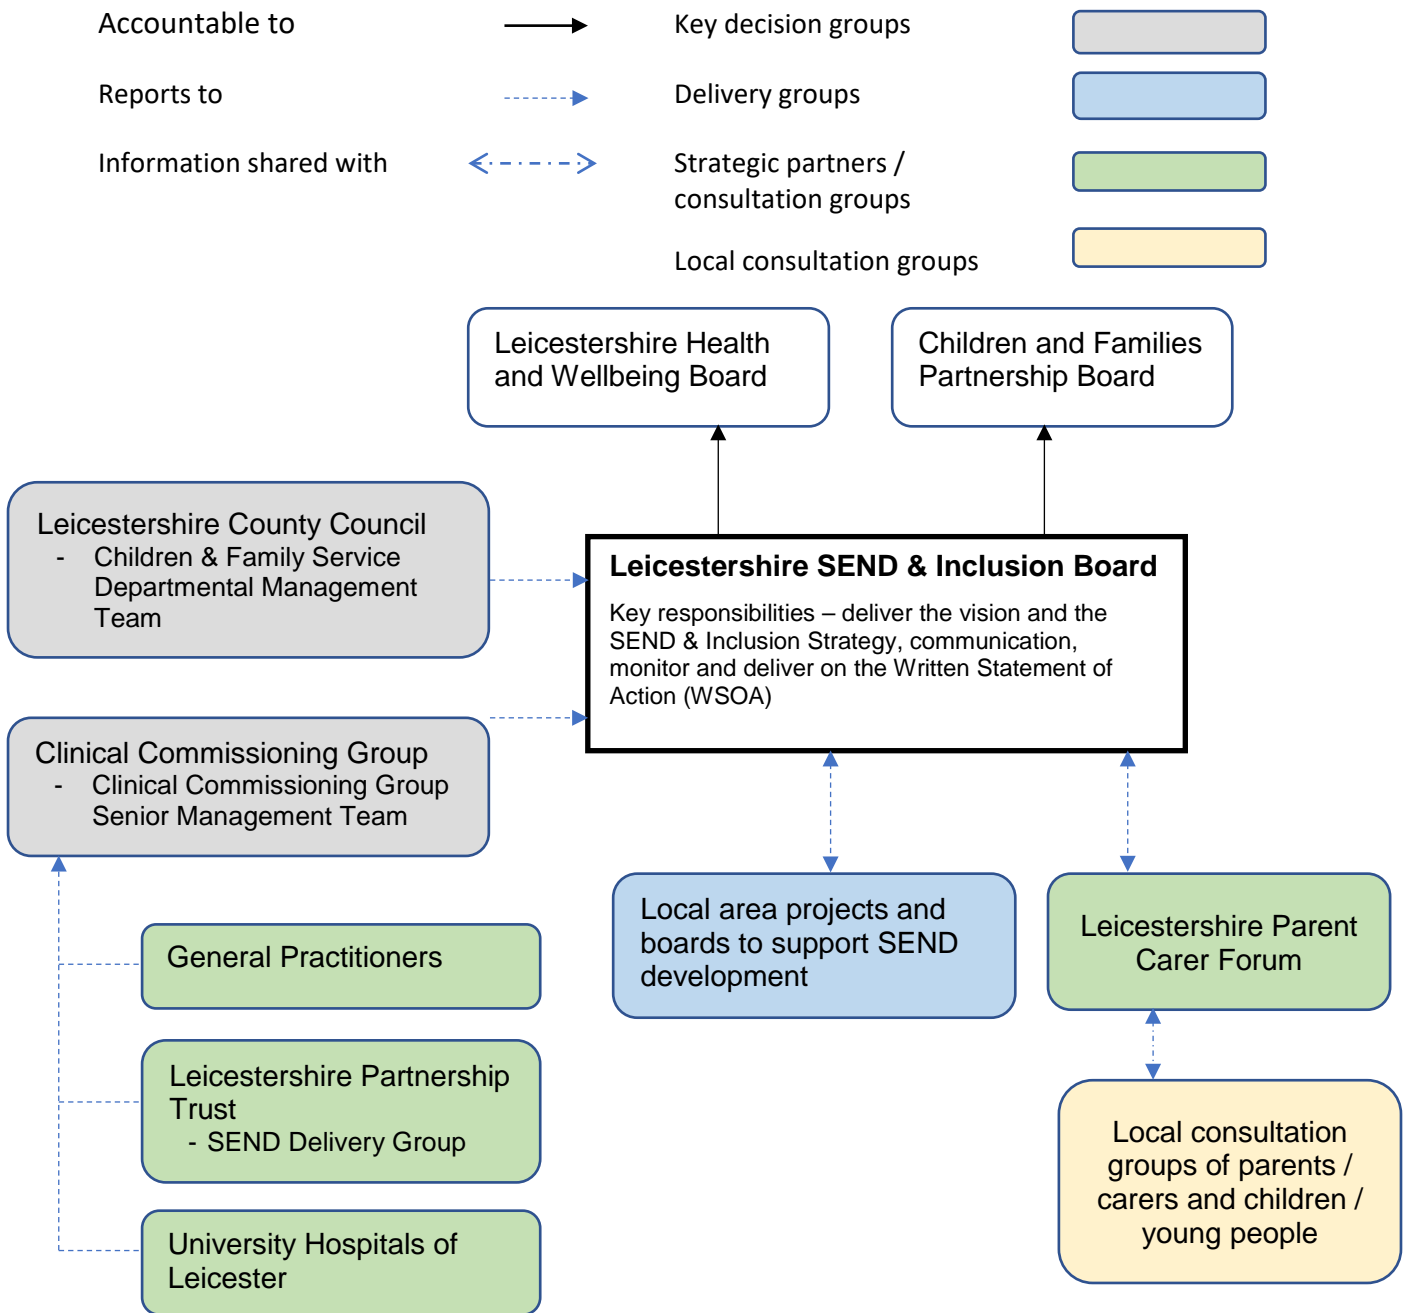 Accountable to
Key decision groups
Reports to
Delivery groups
Information shared with
Strategic partners /
consultation groups
Local consultation groups
Leicestershire Health
and Wellbeing Board
Children and Families
Partnership Board
Leicestershire County Council
- Children & Family Service
Departmental Management
Team
Leicestershire SEND & Inclusion Board
Key responsibilities – deliver the vision and the
SEND & Inclusion Strategy, communication,
monitor and deliver on the Written Statement of
Action (WSOA)
Clinical Commissioning Group
- Clinical Commissioning Group
Senior Management Team
General Practitioners
Leicestershire Partnership
Trust
- SEND Delivery Group
University Hospitals of
Leicester
Local area projects and
boards to support SEND
development
Leicestershire Parent
Carer Forum
Local consultation
groups of parents /
carers and children /
young people